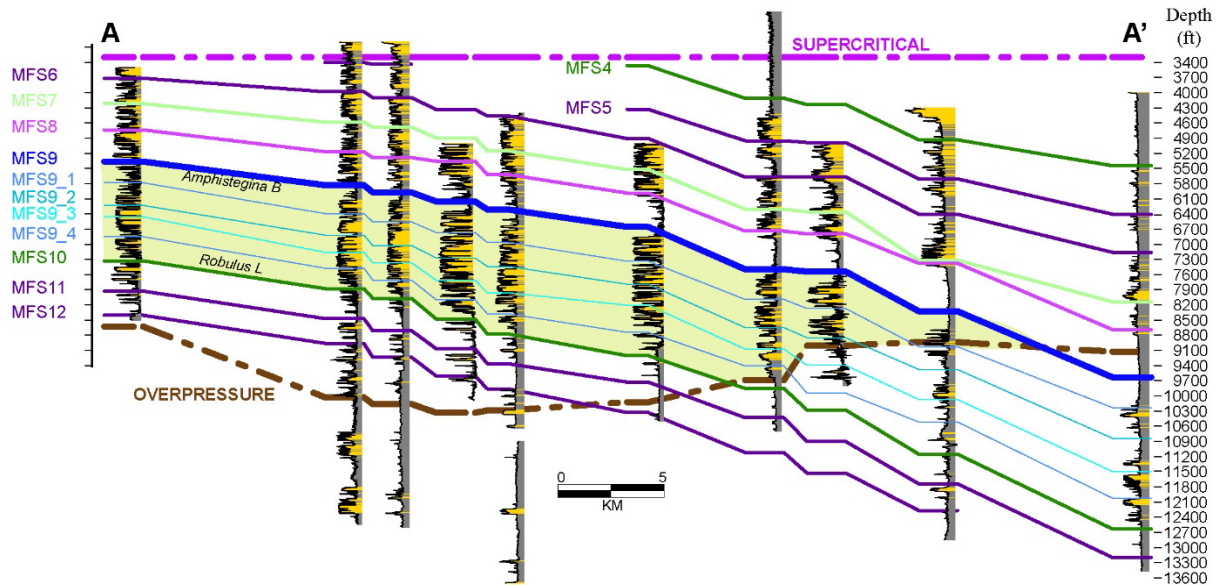 A
A'
Depth
(ft)
SUPERCRITICAL
MFS4
MFS5
MFS6
MFS7
MFS8
MFS9
MFS9_1
MFS9_2
MFS9_3
MFS9_4
MFS10
MFS11
MFS12
Amphistegina B
Robulus L
OVERPRESSURE
0 5
KM
3400
3700
4000
4300
4600
4900
5200
5500
5800
6100
6400
6700
7000
7300
7600
7900
8200
8500
8800
9100
9400
9700
10000
10300
10600
10900
11200
11500
11800
12100
12400
12700
13000
13300
13600